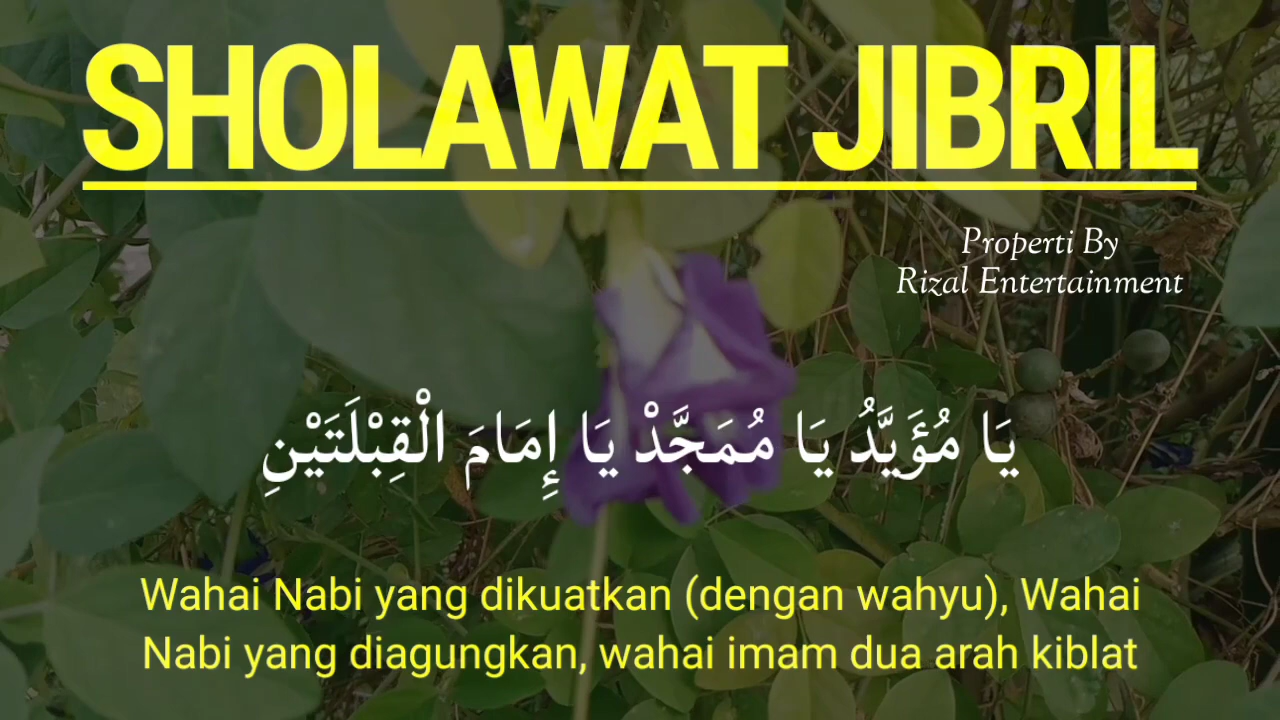 SHOLAWAT JIBRIL
Properti By
Rizal Entertainment
يَا مُؤَيَّدُ يَا مُمَجَّدْ يَا إِمَامَ الْقِبْلَتَيْنِ
Wahai Nabi yang dikuatkan (dengan wahyu), Wahai
Nabi yang diagungkan, wahai imam dua arah kiblat